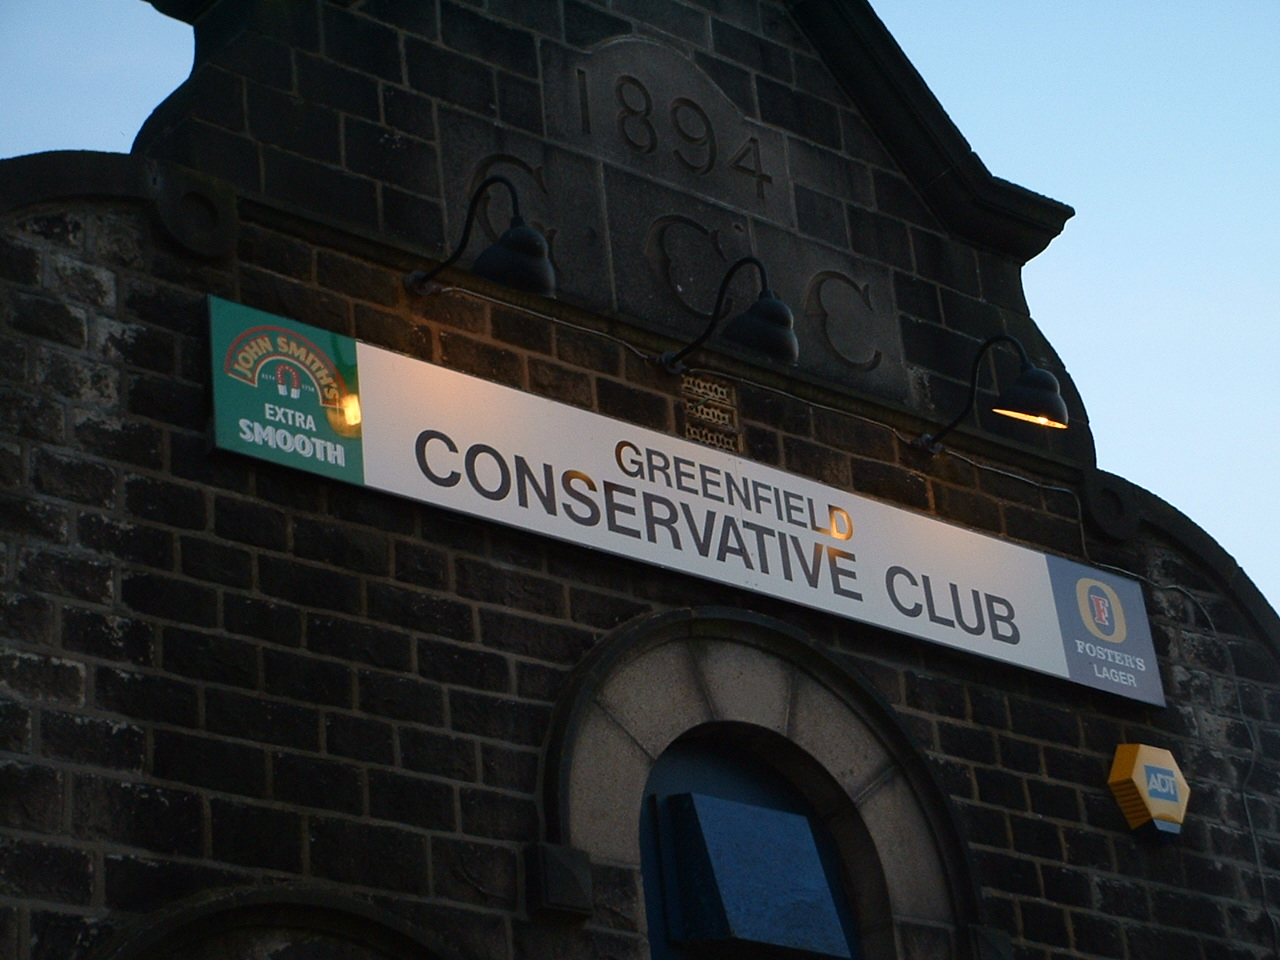 1894
G C C
JOHN SMITH'S
EXTRA
SMOOTH
GREENFIELD
CONSERVATIVE CLUB
F
FOSTER'S
LAGER
ADT